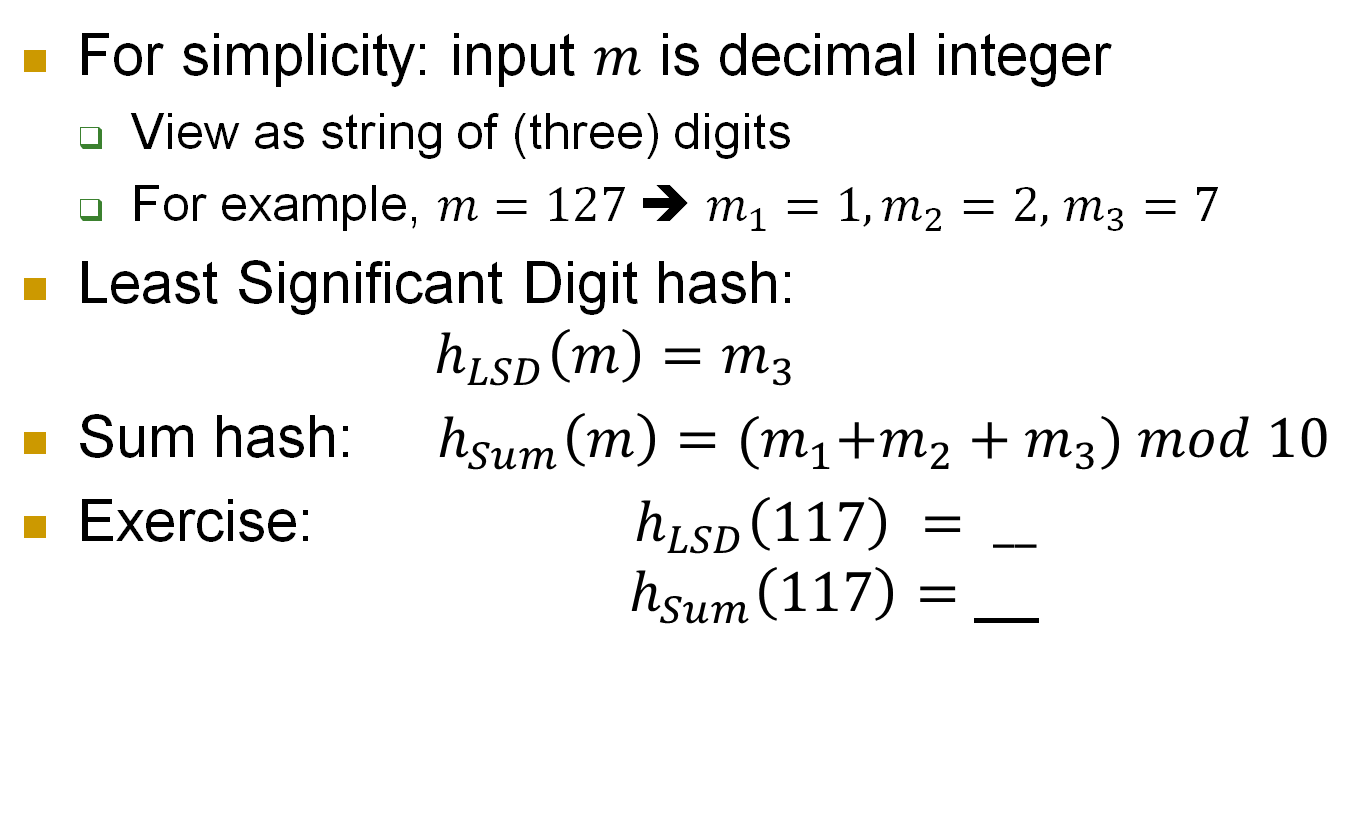 For simplicity: input 𝑚 is decimal integer
View as string of (three) digits
For example, 𝑚 = 127 ➔ 𝑚₁ = 1, 𝑚₂ = 2, 𝑚₃ = 7
Least Significant Digit hash:
ℎ_LSD(𝑚) = 𝑚₃
Sum hash: ℎ_Sum(𝑚) = (𝑚₁+𝑚₂ + 𝑚₃) 𝑚𝑜𝑑 10
Exercise: ℎ_LSD(117) = __
ℎ_Sum(117) = __